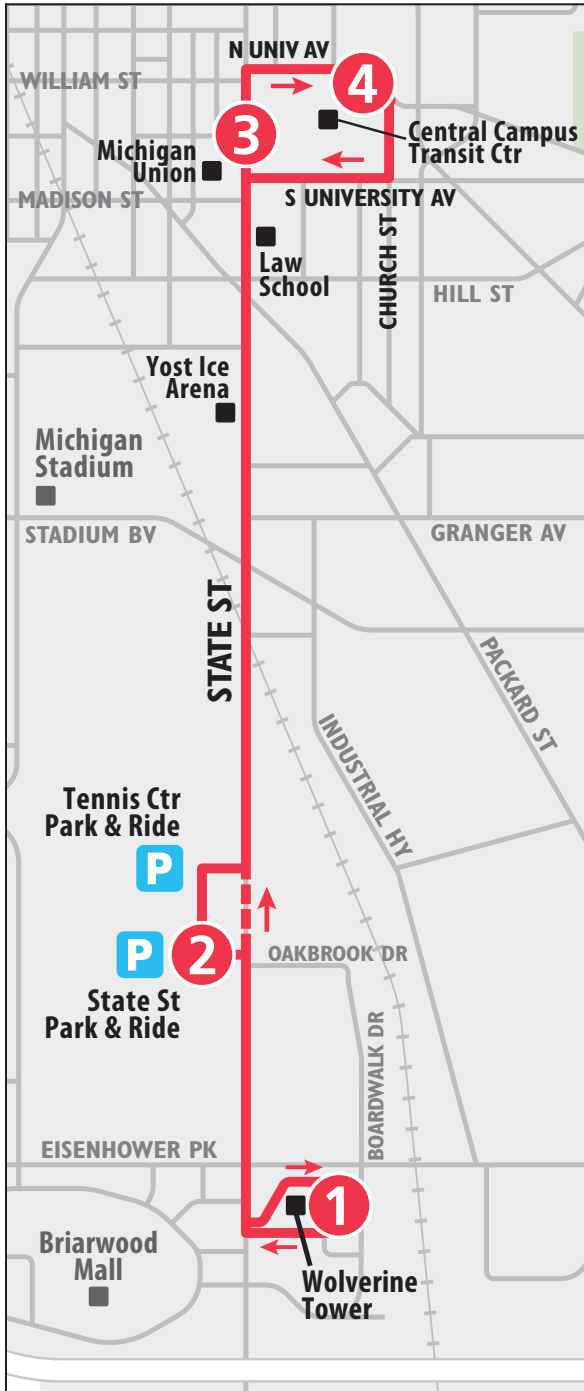 N UNIV AV
WILLIAM ST
4
3
Central Campus
Transit Ctr
Michigan
Union
MADISON ST
S UNIVERSITY AV
Law
School
CHURCH ST
HILL ST
Yost Ice
Arena
Michigan
Stadium
STADIUM BV
GRANGER AV
STATE ST
PACKARD ST
INDUSTRIAL HY
Tennis Ctr
Park & Ride
P
P
2
OAKBROOK DR
State St
Park & Ride
BOARDWALK DR
EISENHOWER PK
1
Briarwood
Mall
Wolverine
Tower